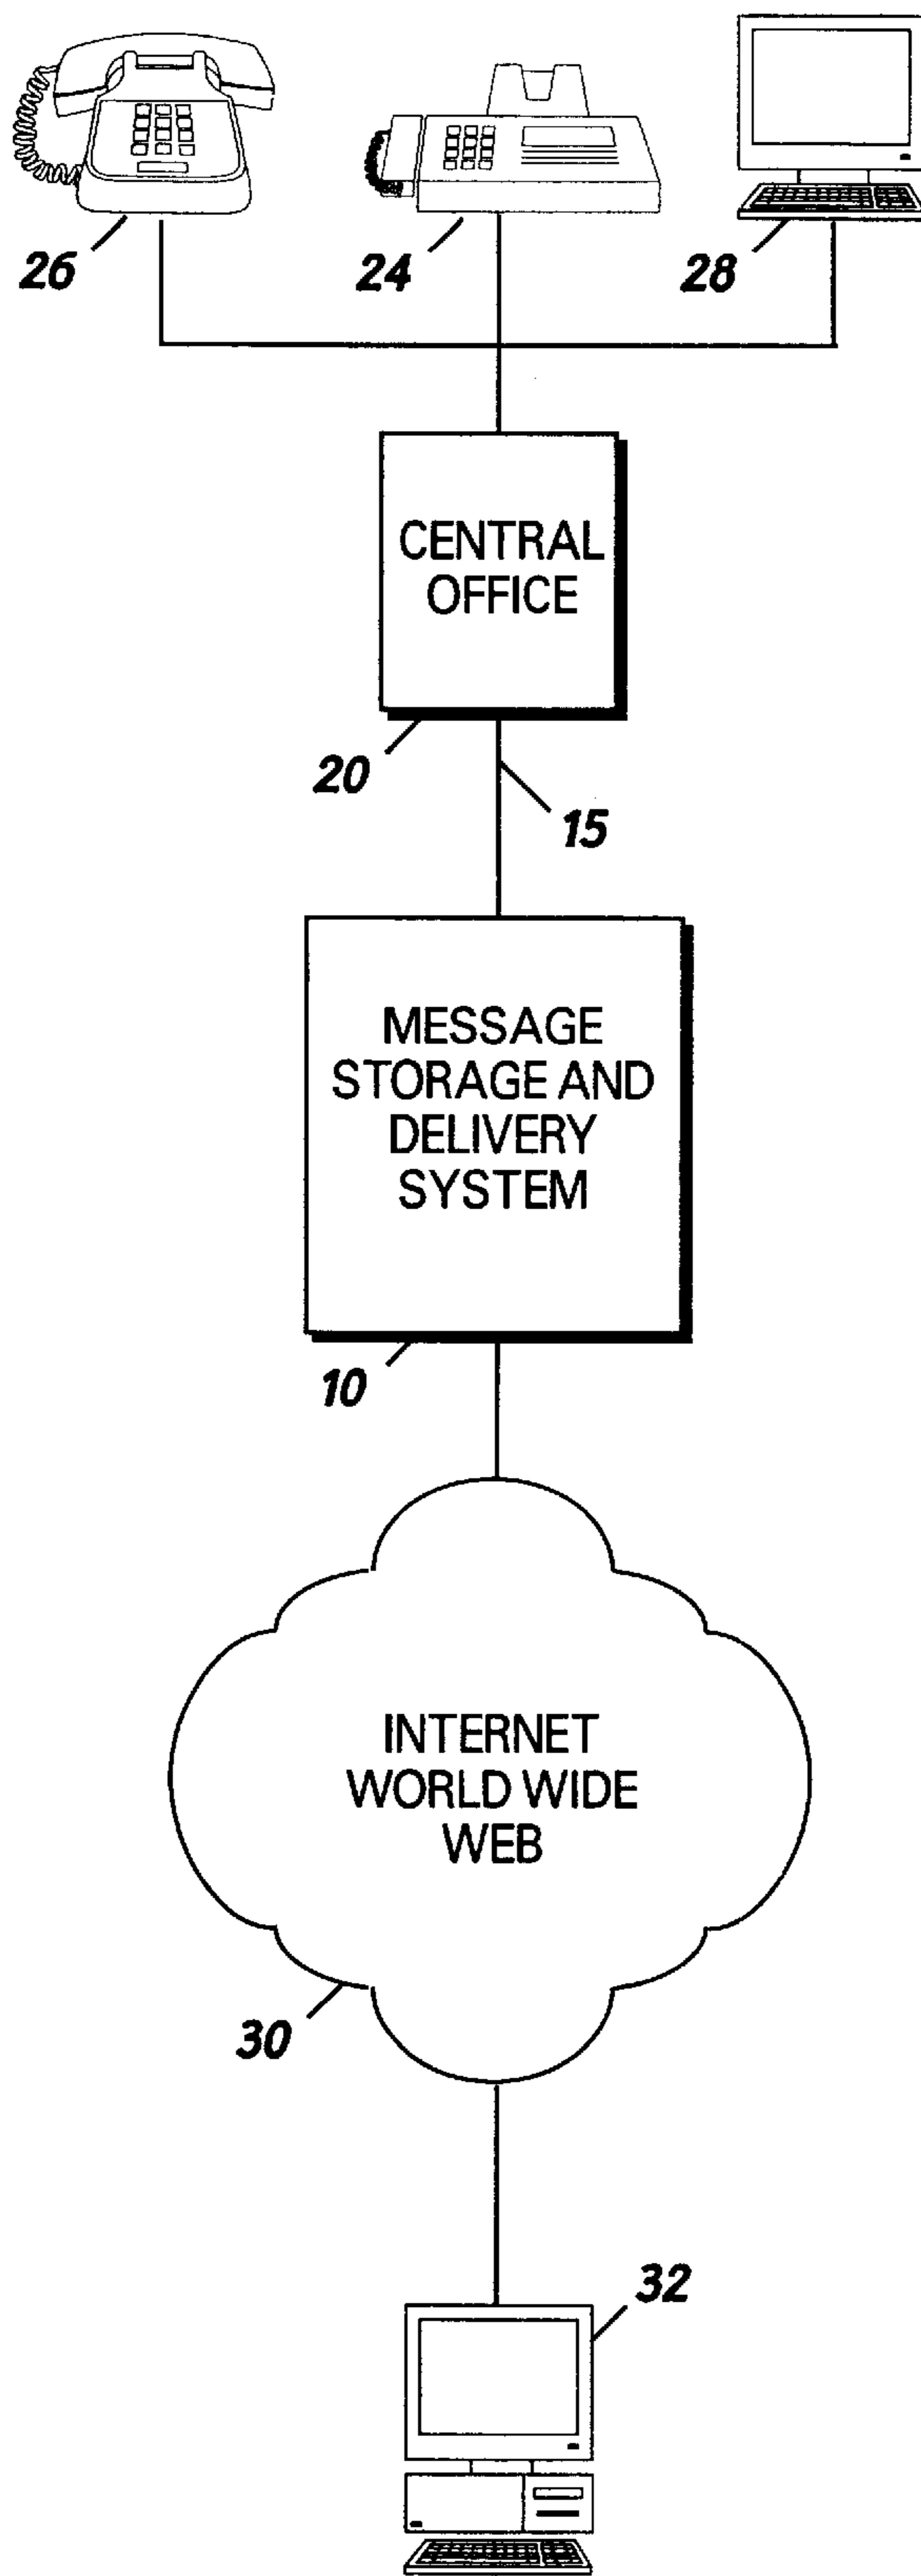 26
24
28
CENTRAL
OFFICE
20
15
MESSAGE
STORAGE AND
DELIVERY
SYSTEM
10
INTERNET
WORLD WIDE
WEB
30
32